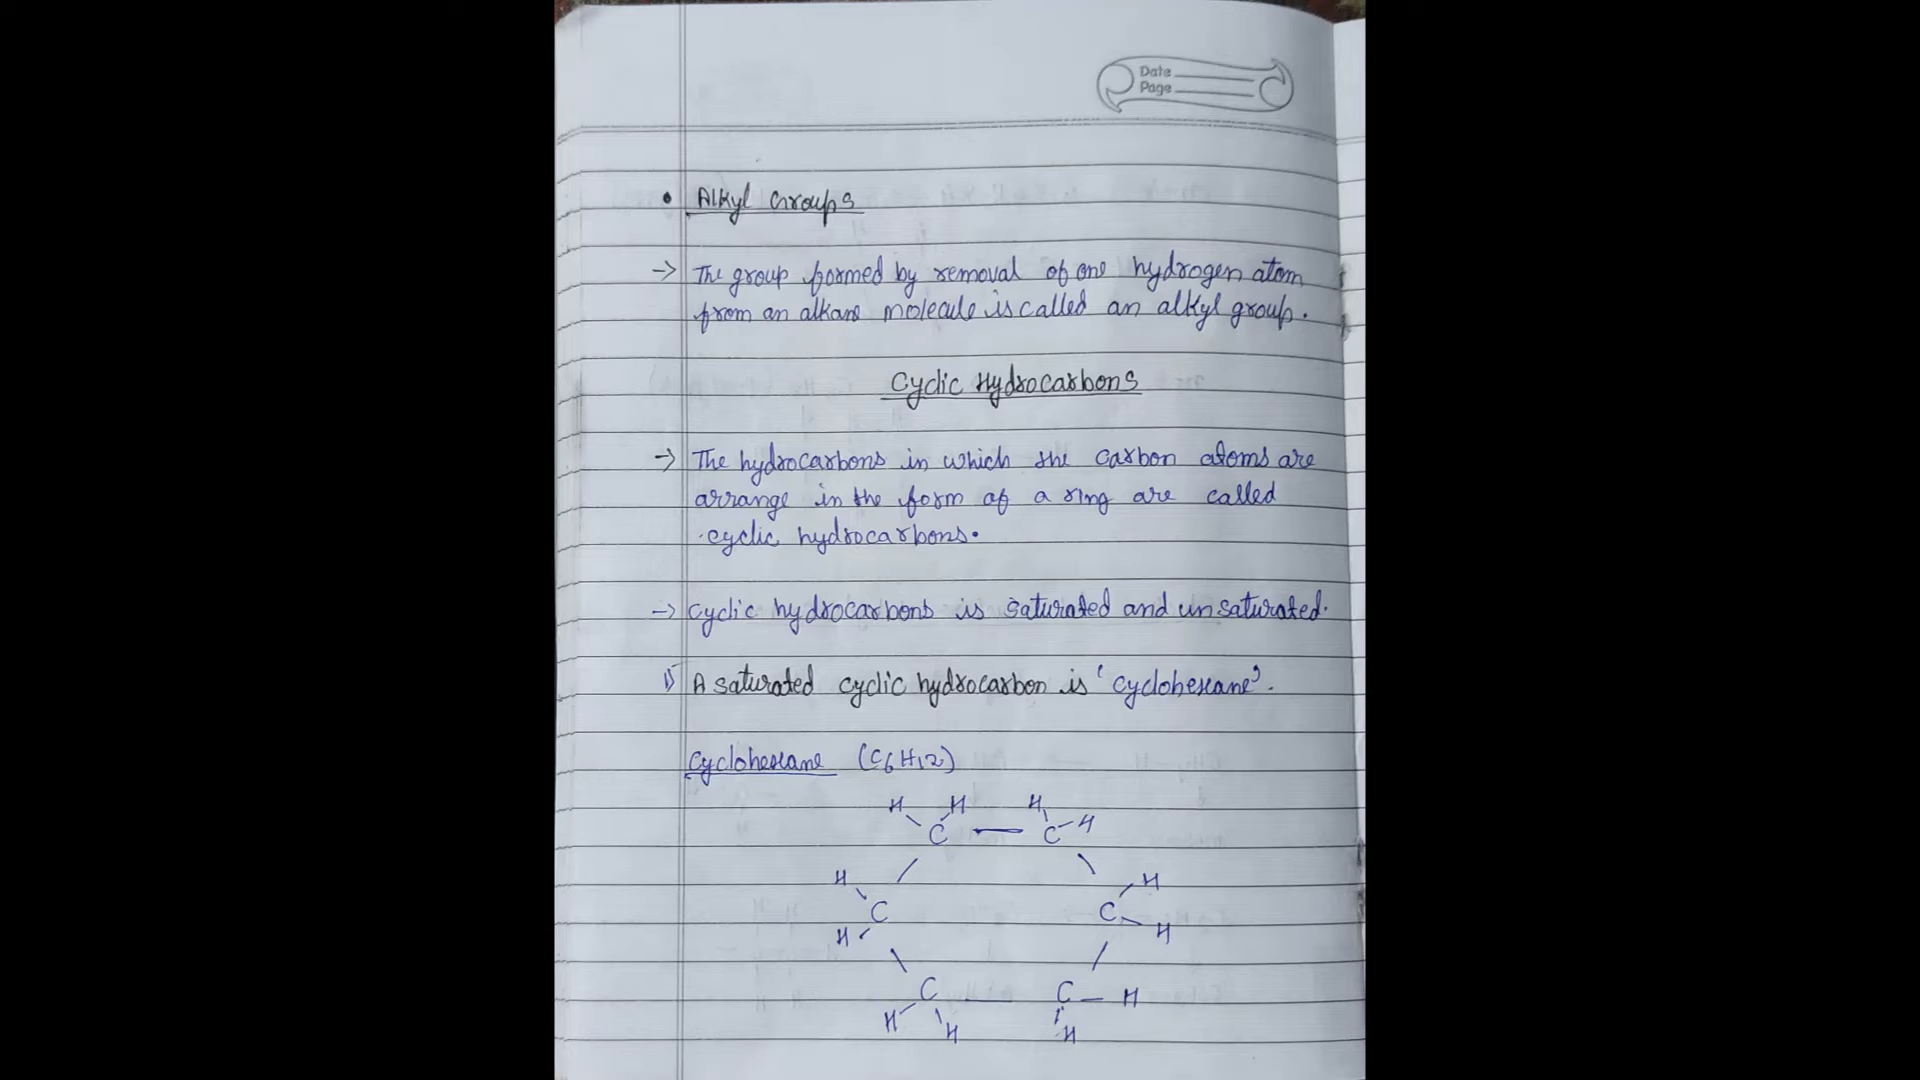 Date
Page
• Alkyl Groups
-> The group formed by removal of one hydrogen atom
from an alkane molecule is called an alkyl group.
Cyclic Hydrocarbons
-> The hydrocarbons in which the carbon atoms are
arrange in the form of a ring are called
cyclic hydrocarbons.
-> Cyclic hydrocarbons is saturated and unsaturated.
1) A saturated cyclic hydrocarbon is 'cyclohexane'.
Cyclohexane (C6H12)
H H H
C — C - H
H H
C C
H H
C — C — H
H H H